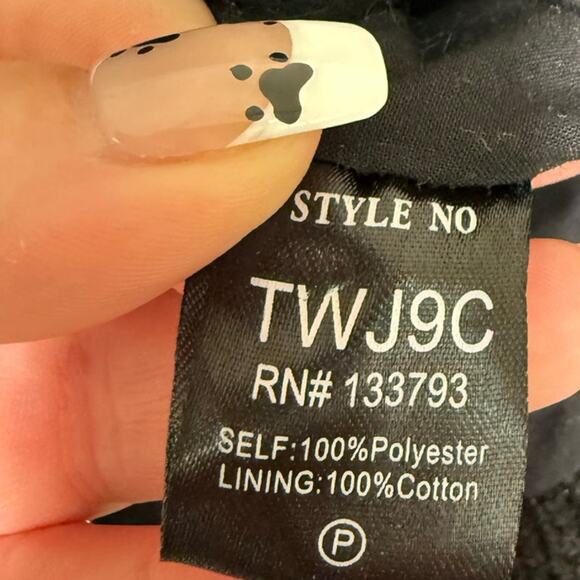 STYLE NO
TWJ9C
RN# 133793
SELF:100%Polyester
LINING:100%Cotton
P